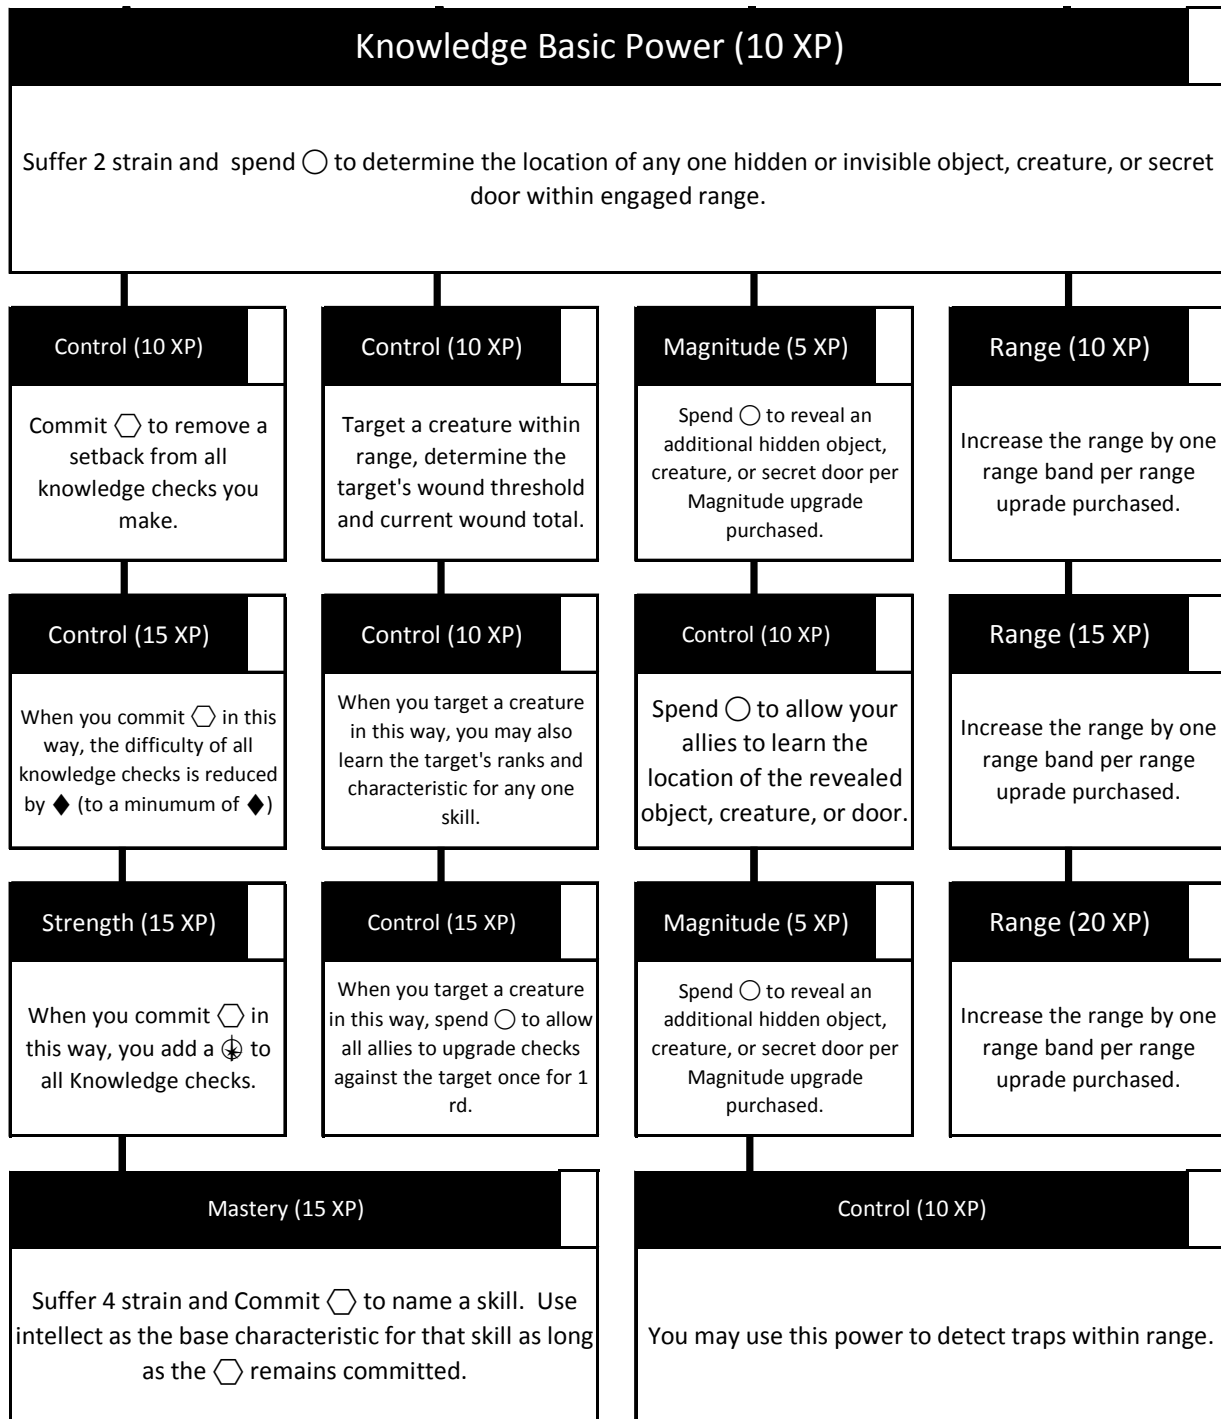 Knowledge Basic Power (10 XP)
Suffer 2 strain and spend ◯ to determine the location of any one hidden or invisible object, creature, or secret
door within engaged range.
Control (10 XP)
Commit ⬡ to remove a
setback from all
knowledge checks you
make.
Control (10 XP)
Target a creature within
range, determine the
target's wound threshold
and current wound total.
Magnitude (5 XP)
Spend ◯ to reveal an
additional hidden object,
creature, or secret door per
Magnitude upgrade
purchased.
Range (10 XP)
Increase the range by one
range band per range
uprade purchased.
Control (15 XP)
When you commit ⬡ in this
way, the difficulty of all
knowledge checks is reduced
by ♦ (to a minumum of ♦)
Control (10 XP)
When you target a creature
in this way, you may also
learn the target's ranks and
characteristic for any one
skill.
Control (10 XP)
Spend ◯ to allow your
allies to learn the
location of the revealed
object, creature, or door.
Range (15 XP)
Increase the range by one
range band per range
uprade purchased.
Strength (15 XP)
When you commit ⬡ in
this way, you add a to
all Knowledge checks.
Control (15 XP)
When you target a creature
in this way, spend ◯ to allow
all allies to upgrade checks
against the target once for 1
rd.
Magnitude (5 XP)
Spend ◯ to reveal an
additional hidden object,
creature, or secret door per
Magnitude upgrade
purchased.
Range (20 XP)
Increase the range by one
range band per range
uprade purchased.
Mastery (15 XP)
Suffer 4 strain and Commit ⬡ to name a skill. Use
intellect as the base characteristic for that skill as long
as the ⬡ remains committed.
Control (10 XP)
You may use this power to detect traps within range.